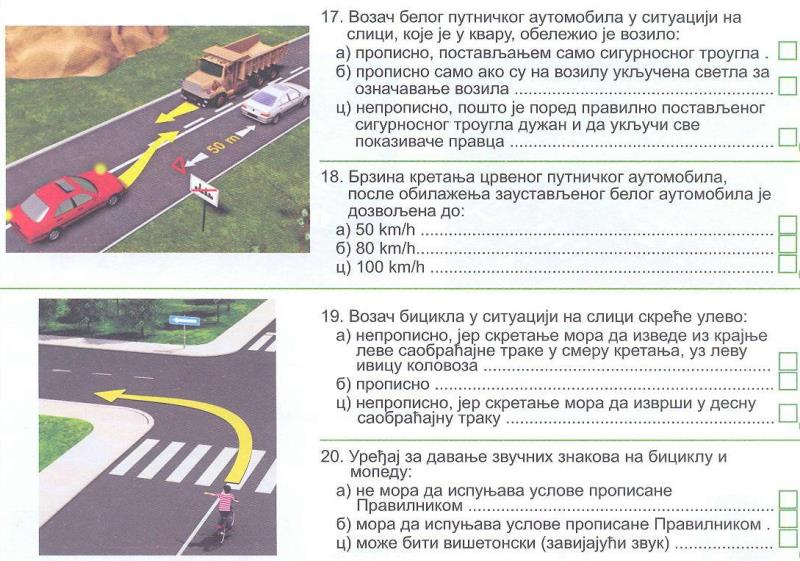 50 m
17. Возач белог путничког аутомобила у ситуацији на
слици, које је у квару, обележио је возило:
а) прописно, постављањем само сигурносног троугла .
б) прописно само ако су на возилу укључена светла за
означавање возила
ц) непрописно, пошто је поред правилно постављеног
сигурносног троугла дужан и да укључи све
показиваче правца
18. Брзина кретања црвеног путничког аутомобила,
после обилажења заустављеног белог аутомобила је
дозвољена до:
а) 50 km/h
б) 80 km/h
ц) 100 km/h
19. Возач бицикла у ситуацији на слици скреће улево:
а) непрописно, јер скретање мора да изведе из крајње
леве саобраћајне траке у смеру кретања, уз леву
ивицу коловоза
б) прописно
ц) непрописно, јер скретање мора да изврши у десну
саобраћајну траку
20. Уређај за давање звучних знакова на бициклу и
мопеду:
а) не мора да испуњава услове прописане
Правилником
б) мора да испуњава услове прописане Правилником .
ц) може бити вишетонски (завијајући звук)